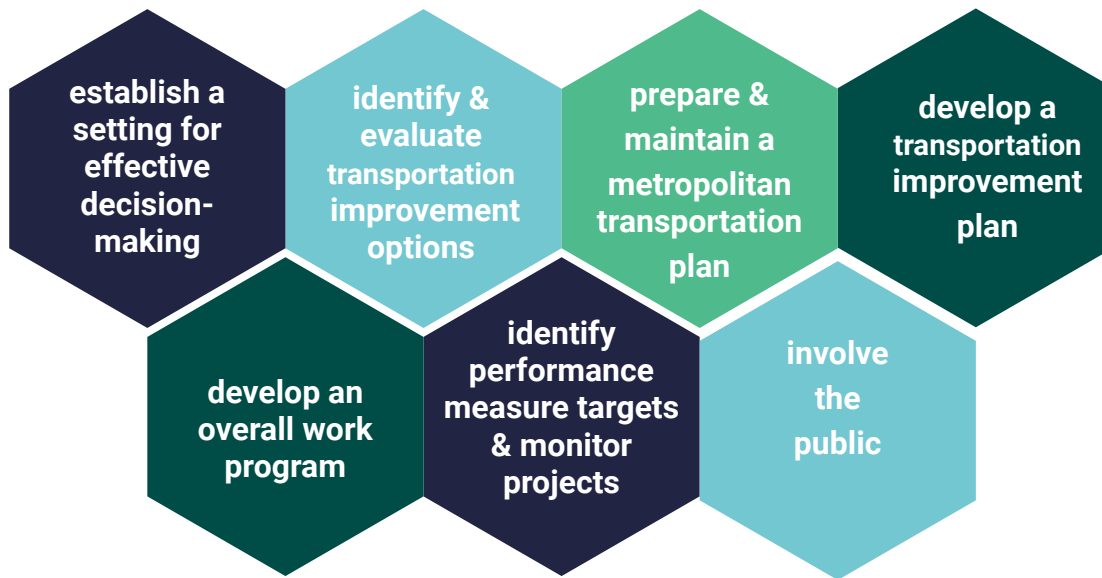 establish a
setting for
effective
decision-
making
identify &
evaluate
transportation
improvement
options
prepare &
maintain a
metropolitan
transportation
plan
develop a
transportation
improvement
plan
develop an
overall work
program
identify
performance
measure targets
& monitor
projects
involve
the
public